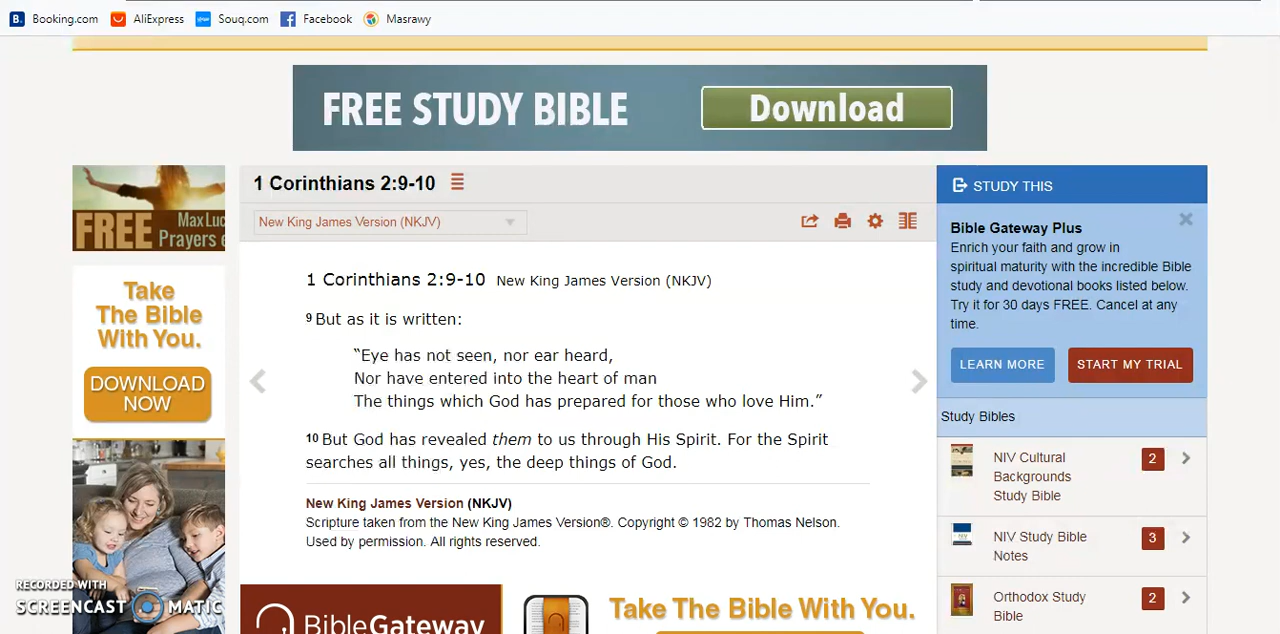 Booking.com AliExpress Souq.com Facebook Masrawy
FREE STUDY BIBLE Download
FREE Max Luc
Prayers
Take
The Bible
With You.
DOWNLOAD
NOW
RECORDED WITH
SCREENCAST MATIC
1 Corinthians 2:9-10
New King James Version (NKJV)
1 Corinthians 2:9-10 New King James Version (NKJV)
9 But as it is written:
“Eye has not seen, nor ear heard,
Nor have entered into the heart of man
The things which God has prepared for those who love Him.”
10 But God has revealed them to us through His Spirit. For the Spirit
searches all things, yes, the deep things of God.
New King James Version (NKJV)
Scripture taken from the New King James Version®. Copyright © 1982 by Thomas Nelson.
Used by permission. All rights reserved.
BibleGateway
Take The Bible With You.
STUDY THIS
Bible Gateway Plus
Enrich your faith and grow in
spiritual maturity with the incredible Bible
study and devotional books listed below.
Try it for 30 days FREE. Cancel at any
time.
LEARN MORE START MY TRIAL
Study Bibles
NIV Cultural
Backgrounds
Study Bible
2
NIV Study Bible
Notes
3
Orthodox Study
Bible
2